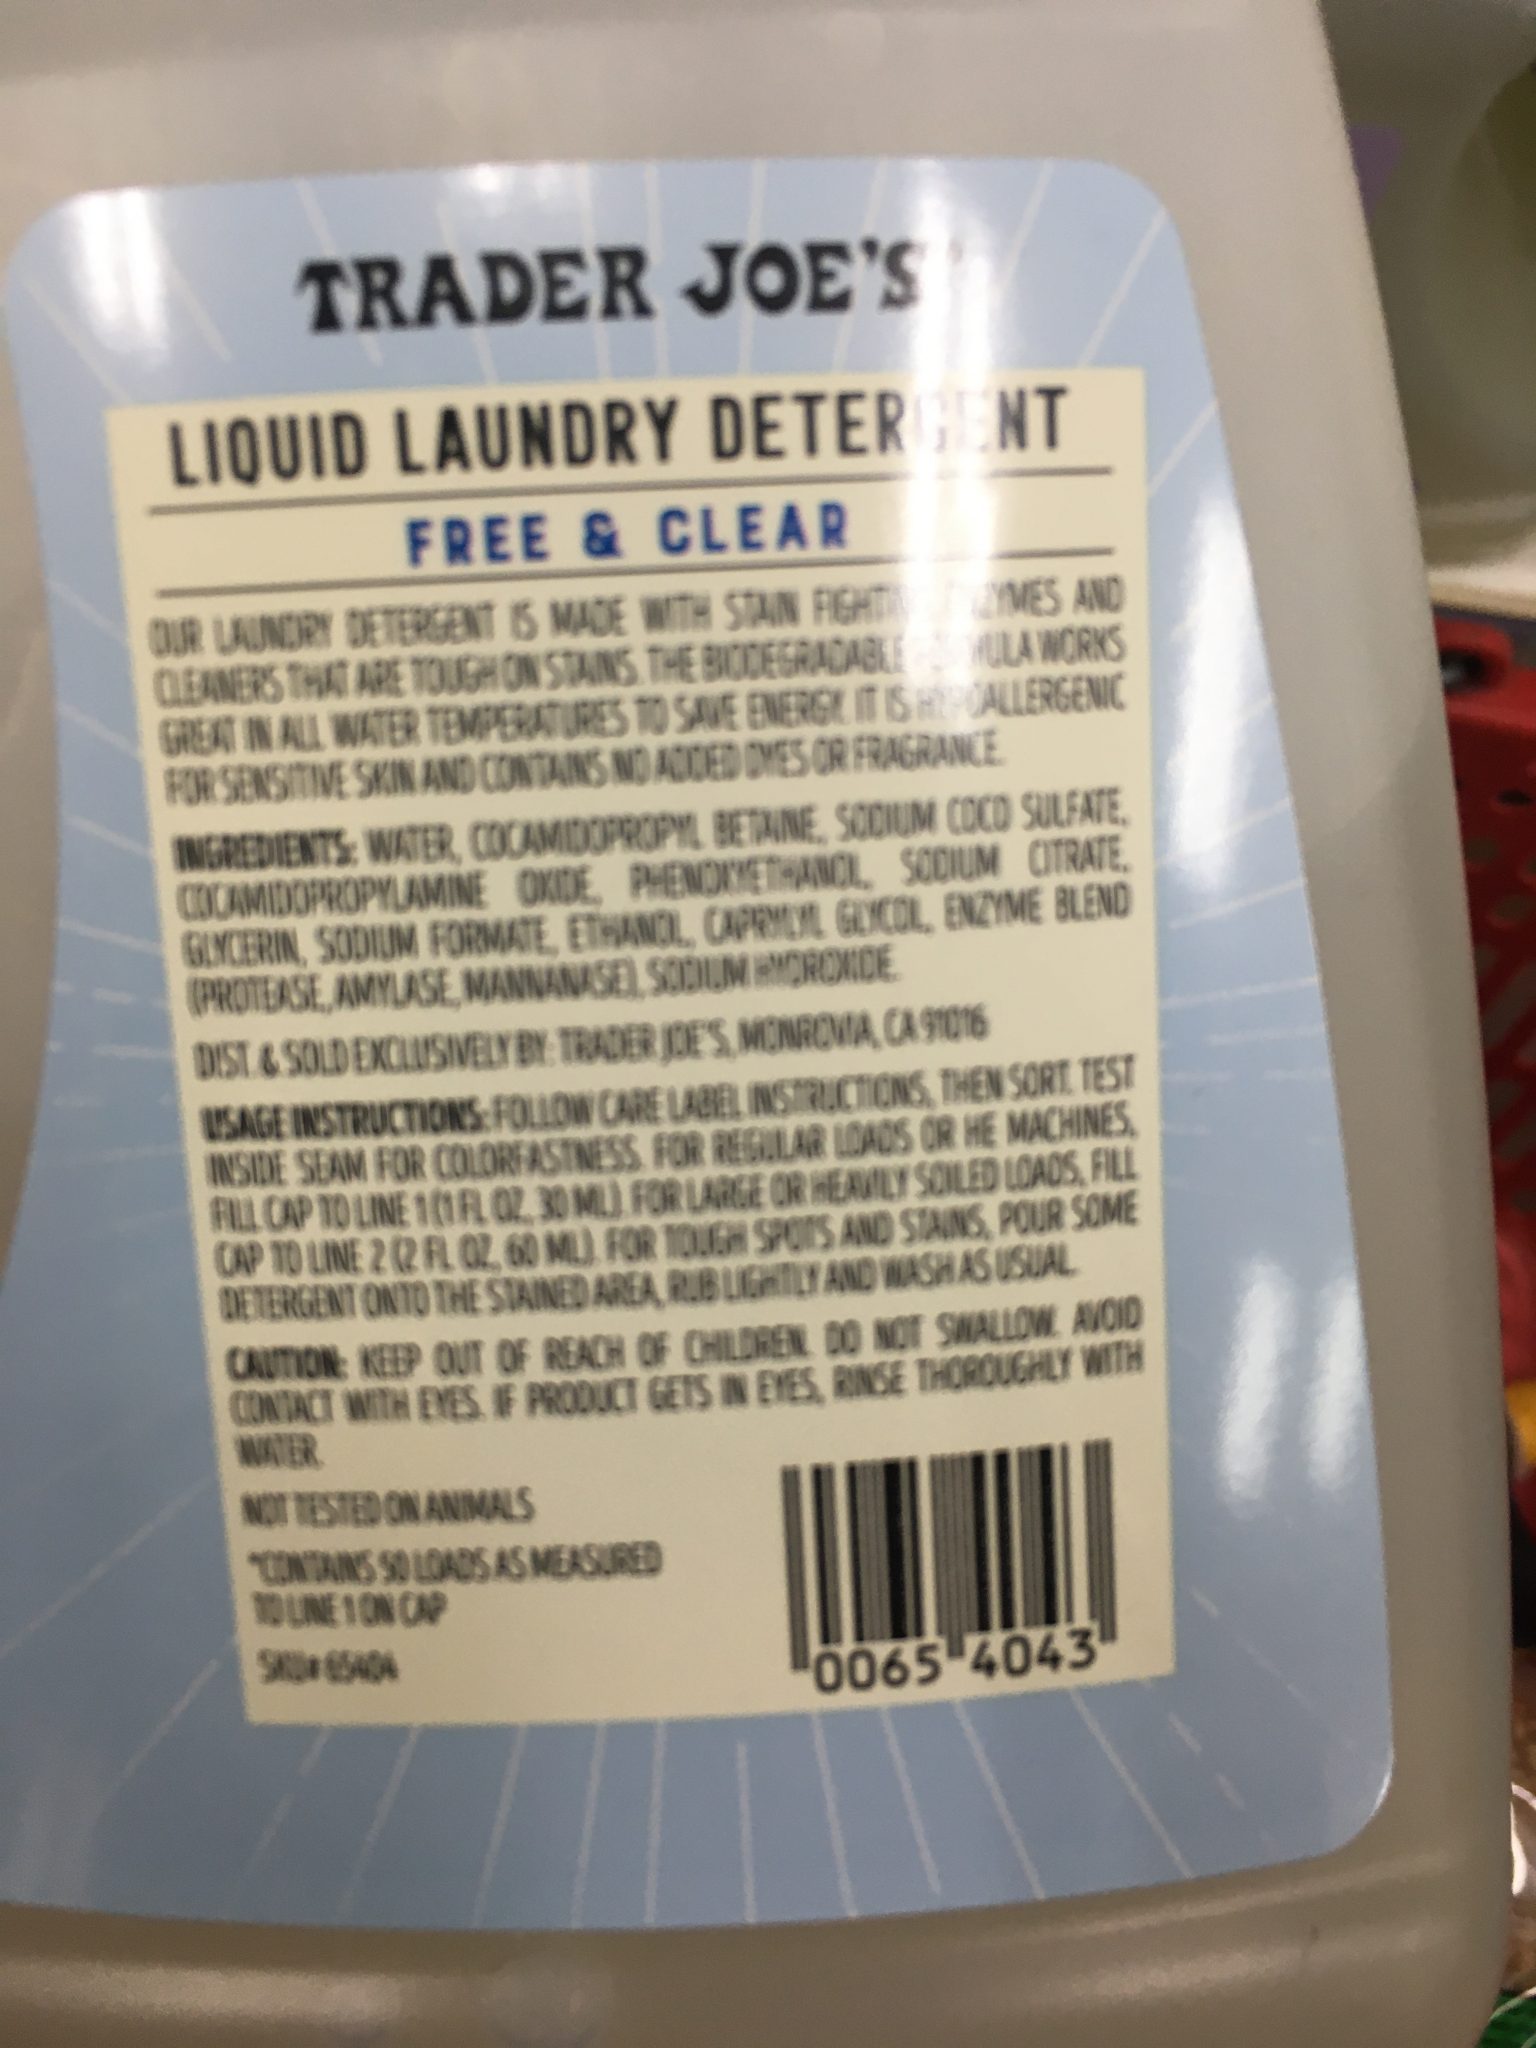 TRADER JOE'S
LIQUID LAUNDRY DETERGENT
FREE & CLEAR
OUR LAUNDRY DETERGENT IS MADE WITH STAIN FIGHTING ENZYMES AND
CLEANERS THAT ARE TOUGH ON STAINS. THE BIODEGRADABLE FORMULA WORKS
GREAT IN ALL WATER TEMPERATURES TO SAVE ENERGY. IT IS HYPOALLERGENIC
FOR SENSITIVE SKIN AND CONTAINS NO ADDED DYES OR FRAGRANCE.
INGREDIENTS: WATER, COCAMIDOPROPYL BETAINE, SODIUM COCO SULFATE,
COCAMIDOPROPYLAMINE OXIDE, PHENOXYETHANOL, SODIUM CITRATE,
GLYCERIN, SODIUM FORMATE, ETHANOL, CAPRYLYL GLYCOL, ENZYME BLEND
(PROTEASE, AMYLASE, MANNANASE), SODIUM HYDROXIDE.
DIST. & SOLD EXCLUSIVELY BY: TRADER JOE'S, MONROVIA, CA 91016
USAGE INSTRUCTIONS: FOLLOW CARE LABEL INSTRUCTIONS, THEN SORT. TEST
INSIDE SEAM FOR COLORFASTNESS. FOR REGULAR LOADS OR HE MACHINES,
FILL CAP TO LINE 1 (1 FL OZ, 30 ML). FOR LARGE OR HEAVILY SOILED LOADS, FILL
CAP TO LINE 2 (2 FL OZ, 60 ML). FOR TOUGH SPOTS AND STAINS, POUR SOME
DETERGENT ONTO THE STAINED AREA, RUB LIGHTLY AND WASH AS USUAL.
CAUTION: KEEP OUT OF REACH OF CHILDREN. DO NOT SWALLOW. AVOID
CONTACT WITH EYES. IF PRODUCT GETS IN EYES, RINSE THOROUGHLY WITH
WATER.
NOT TESTED ON ANIMALS
*CONTAINS 50 LOADS AS MEASURED
TO LINE 1 ON CAP
SKU# 65404
0065 4043